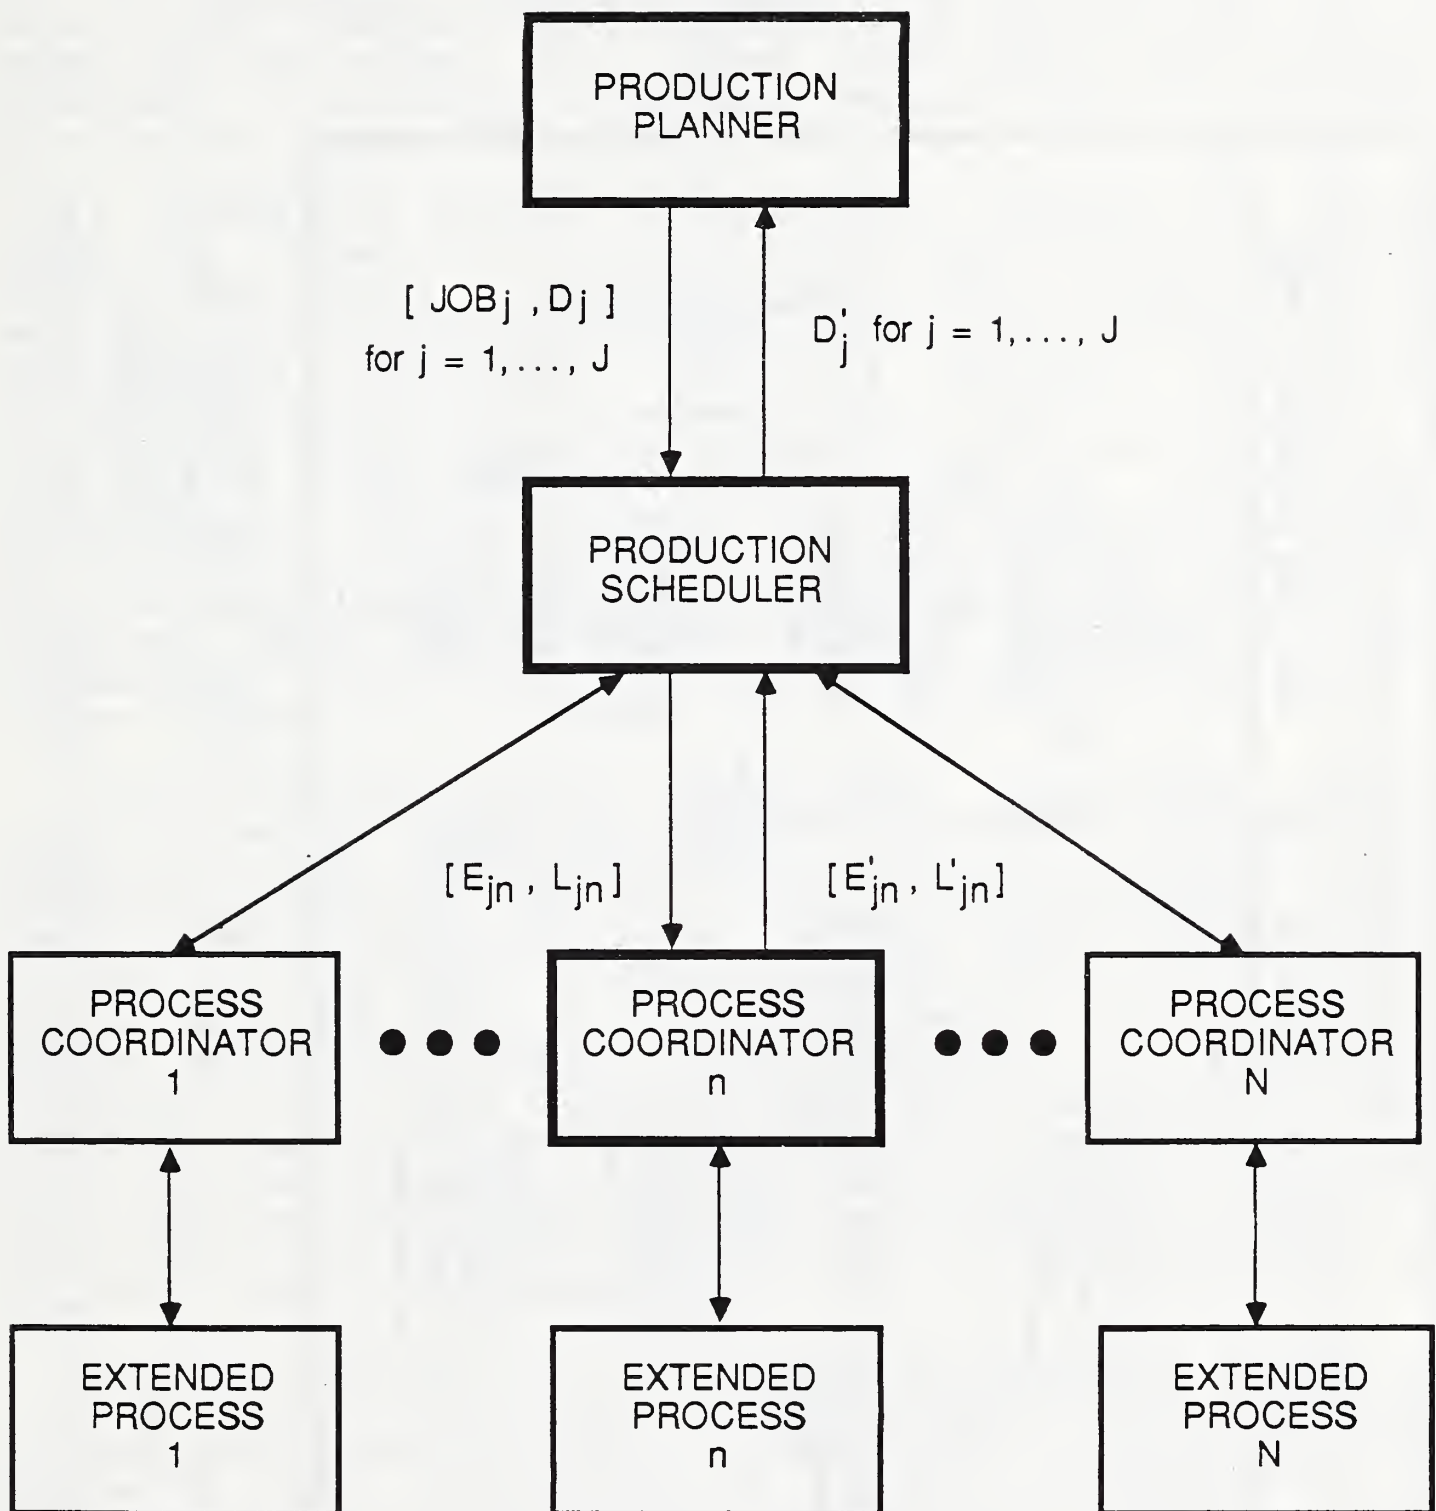 PRODUCTION
PLANNER
[ JOBj , Dj ]
for j = 1, . . . , J
D'j for j = 1, . . . , J
PRODUCTION
SCHEDULER
[Ejn , Ljn]
[E'jn , L'jn]
PROCESS
COORDINATOR
1
PROCESS
COORDINATOR
n
PROCESS
COORDINATOR
N
EXTENDED
PROCESS
1
EXTENDED
PROCESS
n
EXTENDED
PROCESS
N